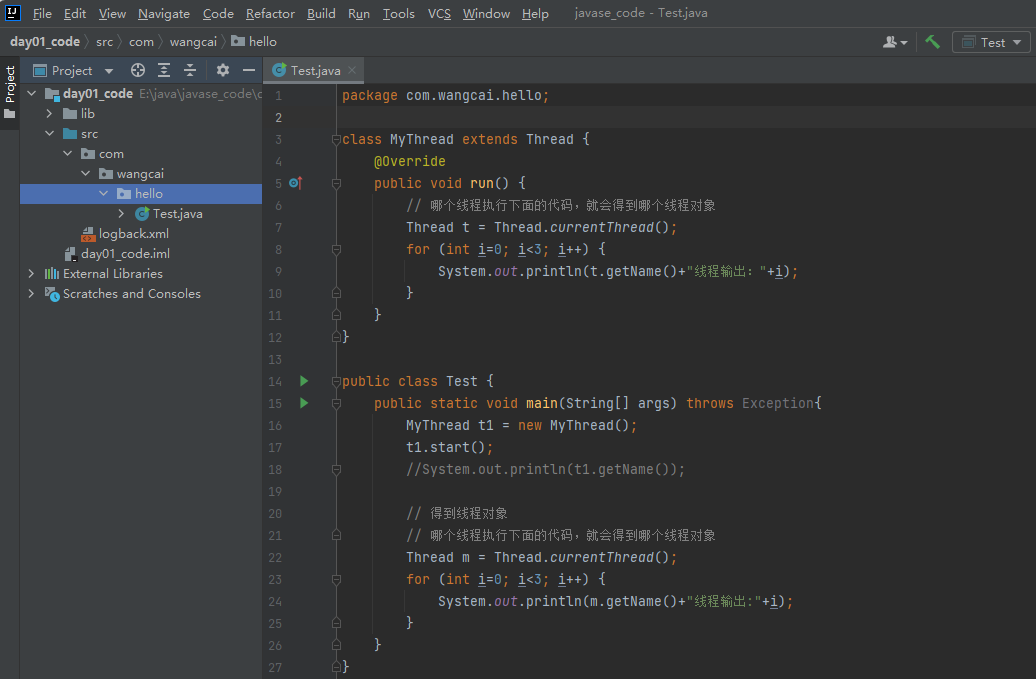 File Edit View Navigate Code Refactor Build Run Tools VCS Window Help javase_code - Test.java
day01_code src com wangcai hello Test
Project
Project Test.java
day01_code E:\java\javase_code\
lib
src
com
wangcai
hello
Test.java
logback.xml
day01_code.iml
External Libraries
Scratches and Consoles
1 package com.wangcai.hello;
2
3 class MyThread extends Thread {
4 @Override
5 public void run() {
6 // 哪个线程执行下面的代码，就会得到哪个线程对象
7 Thread t = Thread.currentThread();
8 for (int i=0; i<3; i++) {
9 System.out.println(t.getName()+"线程输出："+i);
10 }
11 }
12 }
13
14 public class Test {
15 public static void main(String[] args) throws Exception{
16 MyThread t1 = new MyThread();
17 t1.start();
18 //System.out.println(t1.getName());
19
20 // 得到线程对象
21 // 哪个线程执行下面的代码，就会得到哪个线程对象
22 Thread m = Thread.currentThread();
23 for (int i=0; i<3; i++) {
24 System.out.println(m.getName()+"线程输出:"+i);
25 }
26 }
27 }